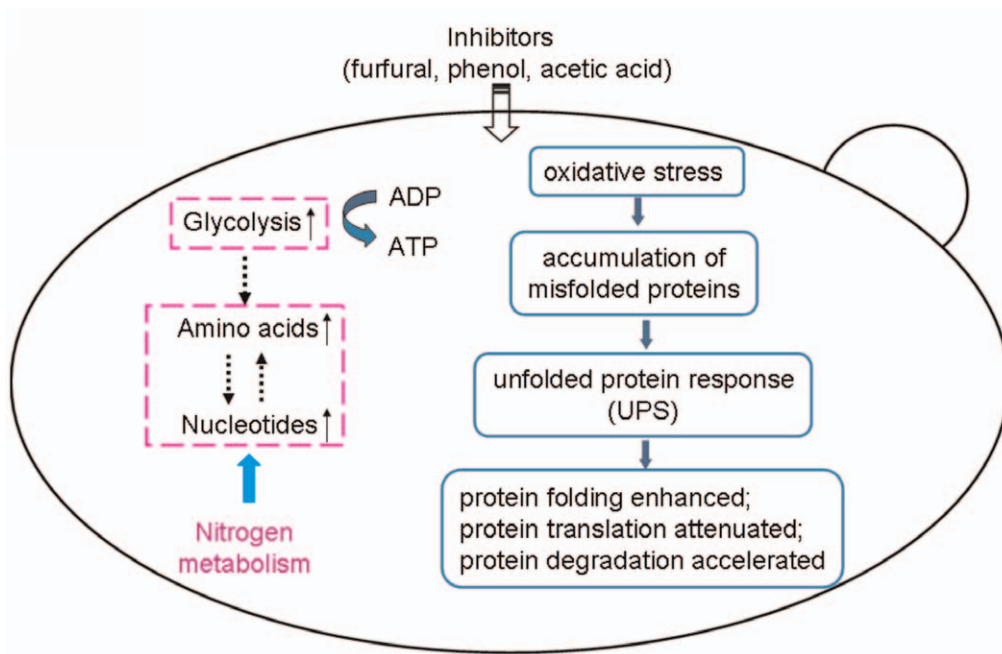 Inhibitors
(furfural, phenol, acetic acid)
Glycolysis
ADP
ATP
Amino acids
Nucleotides
Nitrogen
metabolism
oxidative stress
accumulation of
misfolded proteins
unfolded protein response
(UPS)
protein folding enhanced;
protein translation attenuated;
protein degradation accelerated